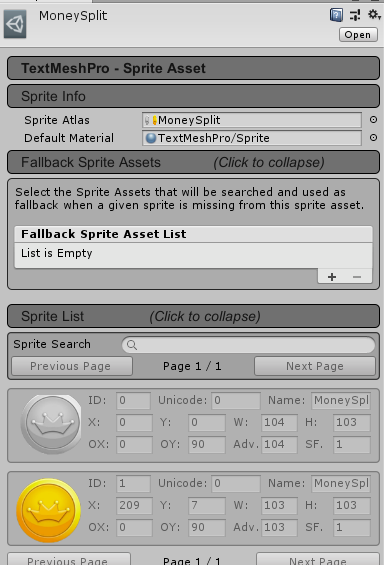 MoneySplit
Open
TextMeshPro - Sprite Asset
Sprite Info
Sprite Atlas MoneySplit
Default Material TextMeshPro/Sprite
Fallback Sprite Assets (Click to collapse)
Select the Sprite Assets that will be searched and used as
fallback when a given sprite is missing from this sprite asset.
Fallback Sprite Asset List
List is Empty
+ −
Sprite List (Click to collapse)
Sprite Search
Previous Page Page 1 / 1 Next Page
ID: 0 Unicode: 0 Name: MoneySpl
X: 0 Y: 0 W: 104 H: 103
OX: 0 OY: 90 Adv. 104 SF. 1
ID: 1 Unicode: 0 Name: MoneySpl
X: 209 Y: 7 W: 103 H: 103
OX: 0 OY: 90 Adv. 103 SF. 1
Previous Page Page 1 / 1 Next Page